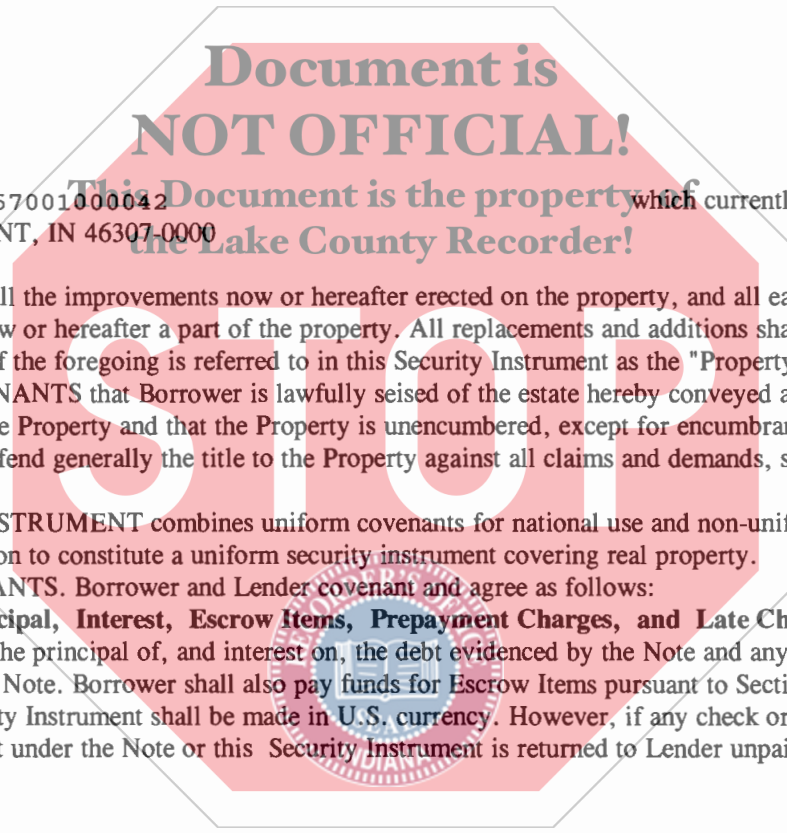 Document is
NOT OFFICIAL!
This Document is the property of
the Lake County Recorder!
57001000042 which currentl
NT, IN 46307-0000
ll the improvements now or hereafter erected on the property, and all ea
w or hereafter a part of the property. All replacements and additions sha
f the foregoing is referred to in this Security Instrument as the "Property
NANTS that Borrower is lawfully seised of the estate hereby conveyed a
e Property and that the Property is unencumbered, except for encumbran
fend generally the title to the Property against all claims and demands, s
STOP
STRUMENT combines uniform covenants for national use and non-unif
on to constitute a uniform security instrument covering real property.
ANTS. Borrower and Lender covenant and agree as follows:
cipal, Interest, Escrow Items, Prepayment Charges, and Late Ch
he principal of, and interest on, the debt evidenced by the Note and any
Note. Borrower shall also pay funds for Escrow Items pursuant to Secti
ty Instrument shall be made in U.S. currency. However, if any check or
t under the Note or this Security Instrument is returned to Lender unpai
RECORDER'S OFFICE
SEAL
INDIANA